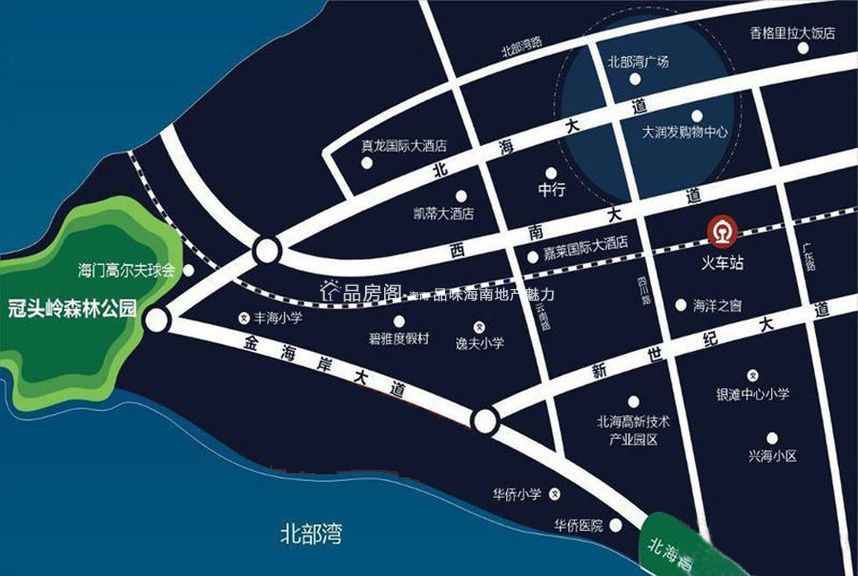 香格里拉大饭店
北部湾路
北部湾广场
大润发购物中心
北海大道
真龙国际大酒店
中行
凯蒂大酒店
西南大道
嘉莱国际大酒店
火车站
广东路
海门高尔夫球会
冠头岭森林公园
品房阁·海南 品味海南地产魅力
四川路
海洋之窗
云南路
丰海小学
碧雅度假村
逸夫小学
新世纪大道
金海岸大道
银滩中心小学
北海高新技术
产业园区
兴海小区
华侨小学
华侨医院
北部湾
北海